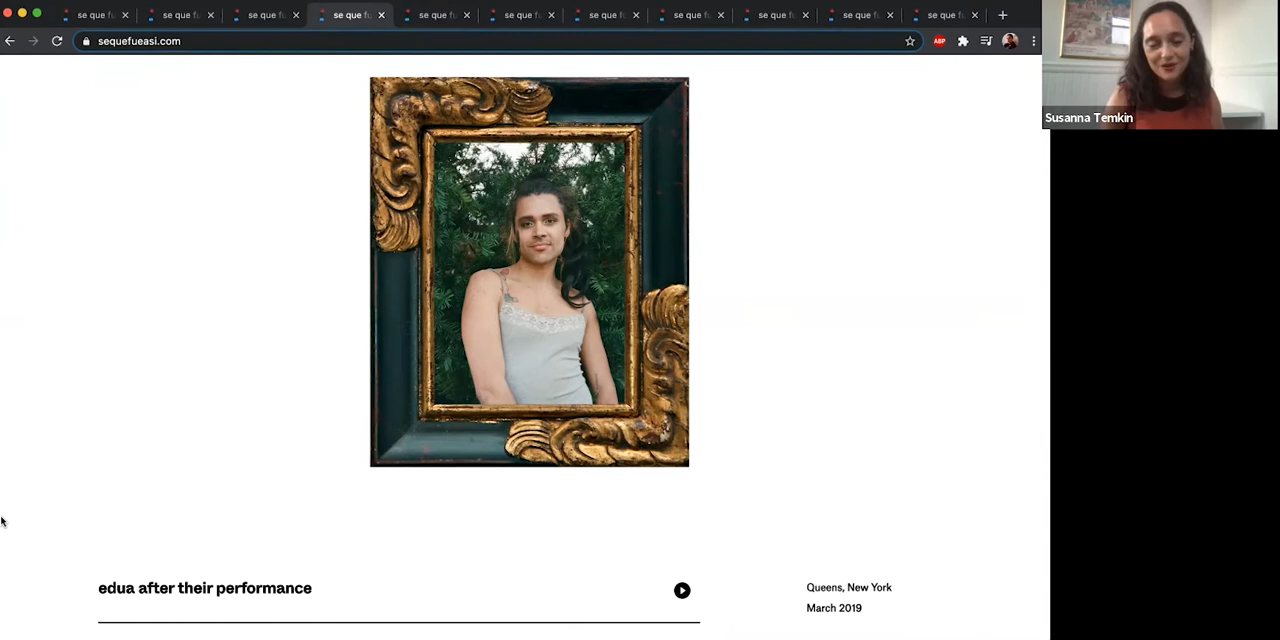 se que fu
se que fu
se que fu
se que fu
se que fu
se que fu
se que fu
se que fu
se que fu
se que fu
se que fu
sequefueasi.com
ABP
Susanna Temkin
edua after their performance
Queens, New York
March 2019